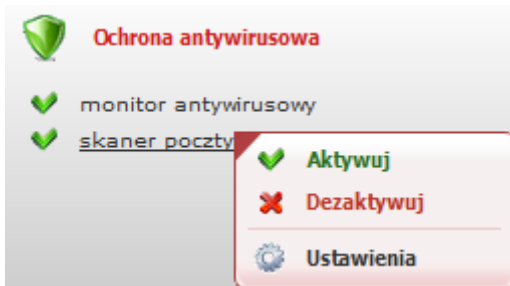 Ochrona antywirusowa
monitor antywirusowy
skaner poczty
Aktywuj
Dezaktywuj
Ustawienia